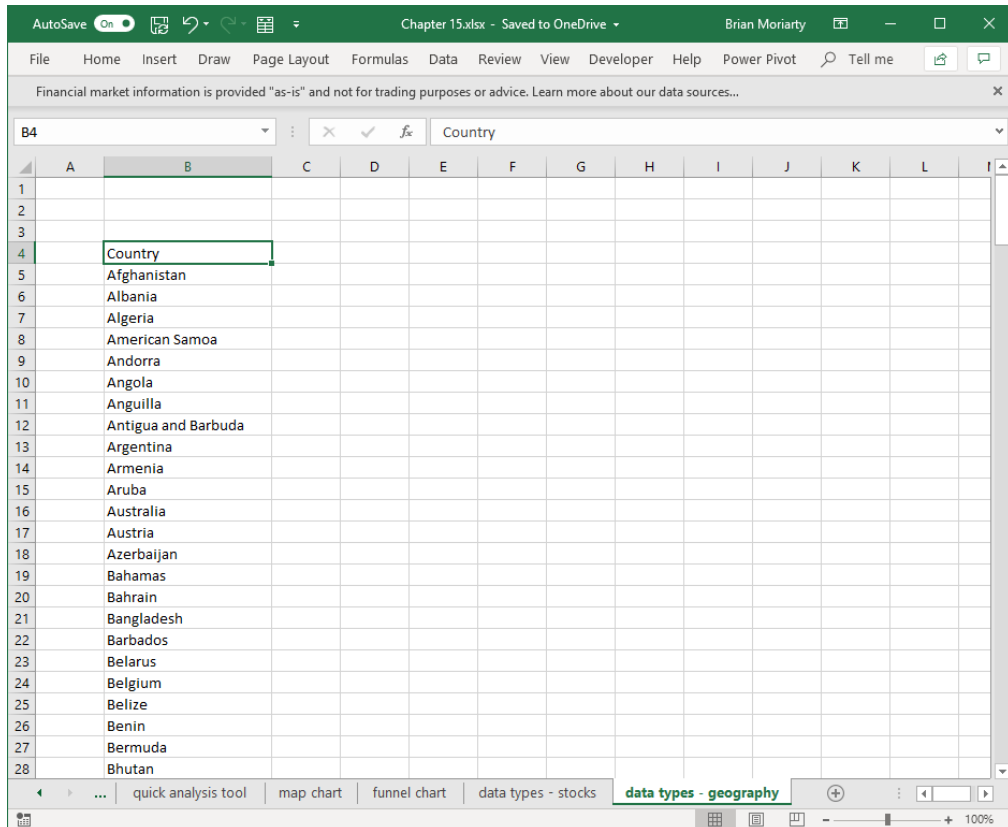 AutoSave On Chapter 15.xlsx - Saved to OneDrive Brian Moriarty
File Home Insert Draw Page Layout Formulas Data Review View Developer Help Power Pivot Tell me
Financial market information is provided "as-is" and not for trading purposes or advice. Learn more about our data sources...
B4 fx Country
A B C D E F G H I J K L
1
2
3
4 Country
5 Afghanistan
6 Albania
7 Algeria
8 American Samoa
9 Andorra
10 Angola
11 Anguilla
12 Antigua and Barbuda
13 Argentina
14 Armenia
15 Aruba
16 Australia
17 Austria
18 Azerbaijan
19 Bahamas
20 Bahrain
21 Bangladesh
22 Barbados
23 Belarus
24 Belgium
25 Belize
26 Benin
27 Bermuda
28 Bhutan
... quick analysis tool map chart funnel chart data types - stocks data types - geography
100%